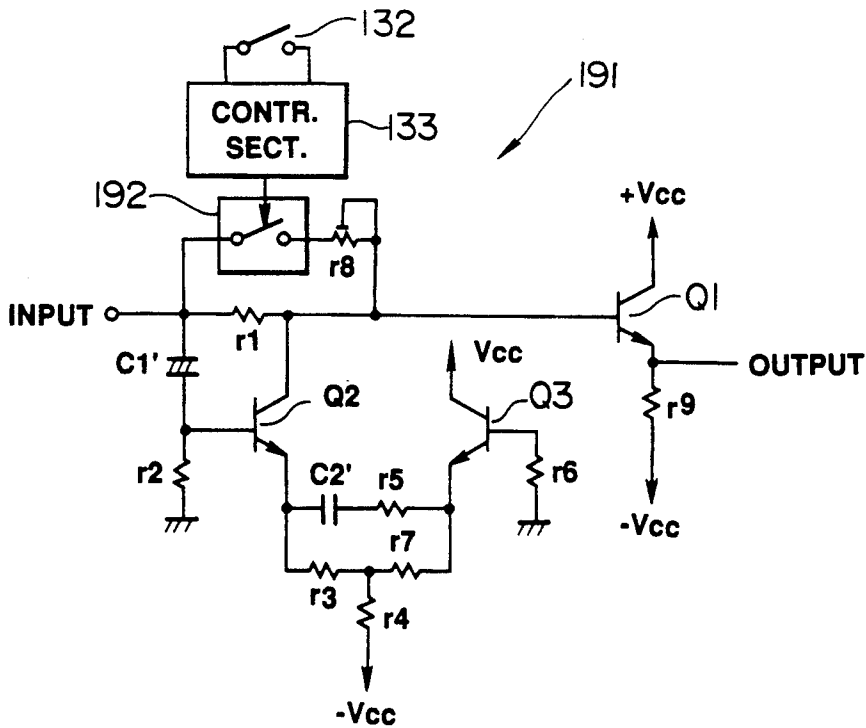 132
191
CONTR.
SECT.
133
192
+Vcc
r8
Q1
INPUT
r1
C1'
Vcc
OUTPUT
Q2
Q3
r9
r2
C2'
r5
r6
r7
-Vcc
r3
r4
-Vcc